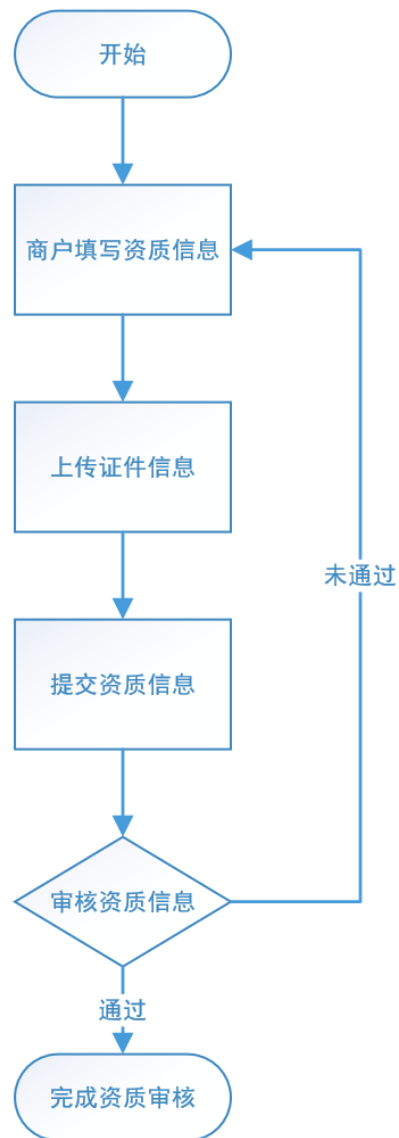 开始
商户填写资质信息
上传证件信息
未通过
提交资质信息
审核资质信息
通过
完成资质审核